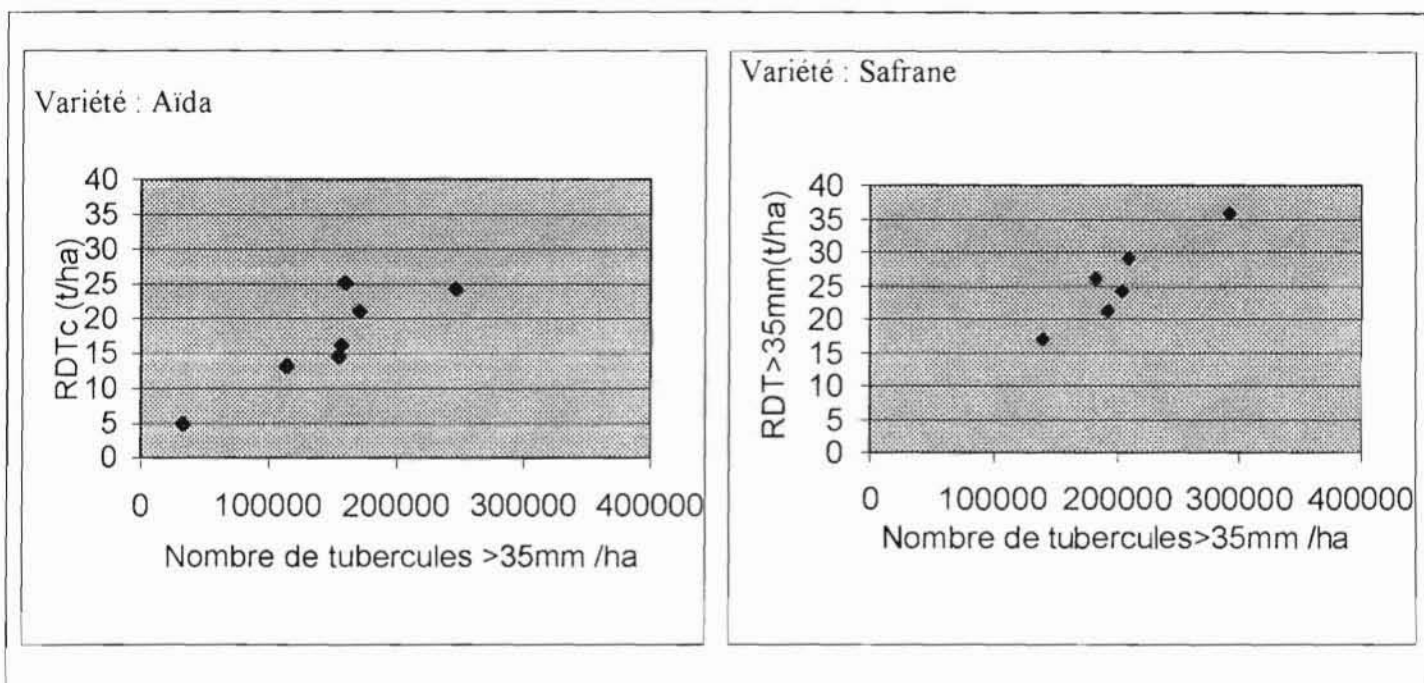 Variété : Aïda
RDTc (t/ha)
40
35
30
25
20
15
10
5
0
0 100000 200000 300000 400000
Nombre de tubercules >35mm /ha
Variété : Safrane
RDT>35mm(t/ha)
40
35
30
25
20
15
10
5
0
0 100000 200000 300000 400000
Nombre de tubercules>35mm /ha